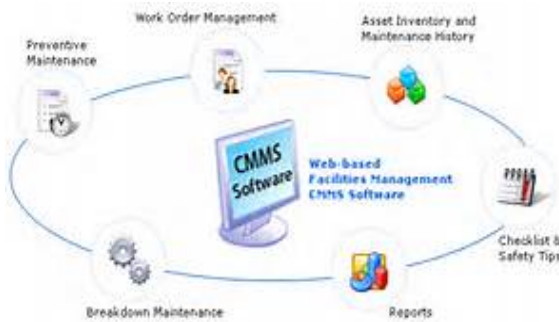 Work Order Management
Asset Inventory and
Maintenance History
Preventive
Maintenance
CMMS
Software
Web-based
Facilities Management
CMMS Software
Checklist &
Safety Tips
Breakdown Maintenance
Reports